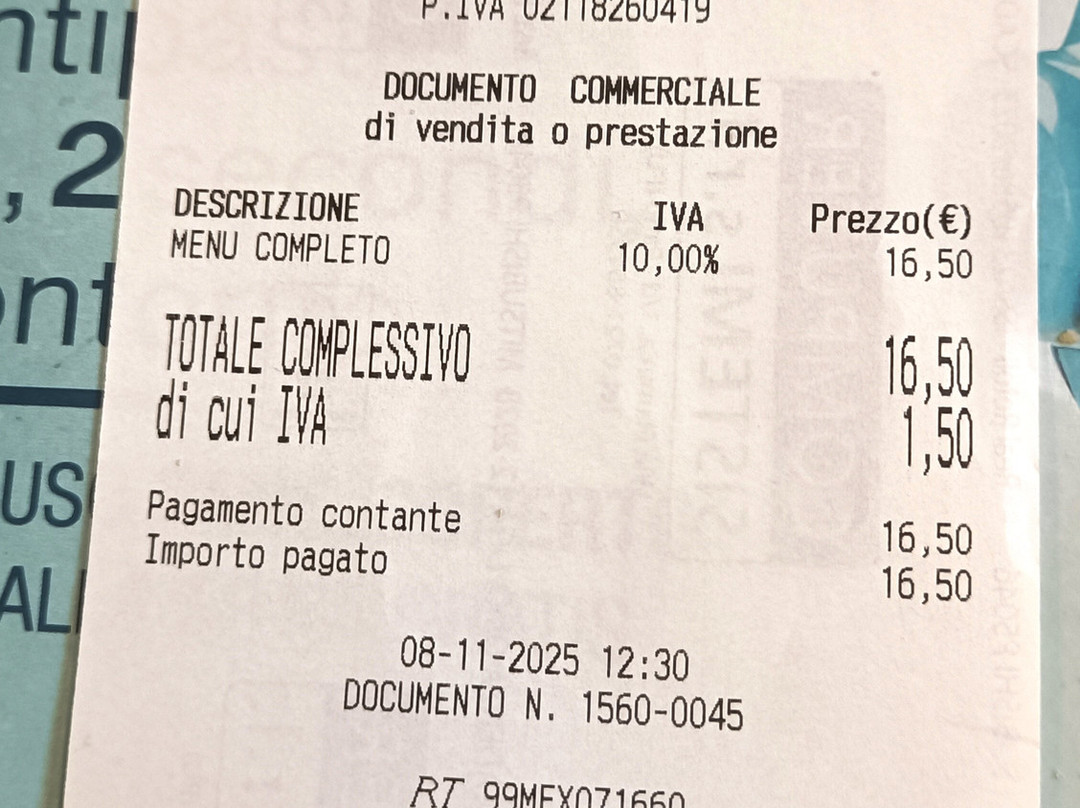 P.IVA 02118260419
DOCUMENTO COMMERCIALE
di vendita o prestazione
DESCRIZIONE IVA Prezzo(€)
MENU COMPLETO 10,00% 16,50
TOTALE COMPLESSIVO 16,50
di cui IVA 1,50
Pagamento contante 16,50
Importo pagato 16,50
08-11-2025 12:30
DOCUMENTO N. 1560-0045
RT 99MEX071660